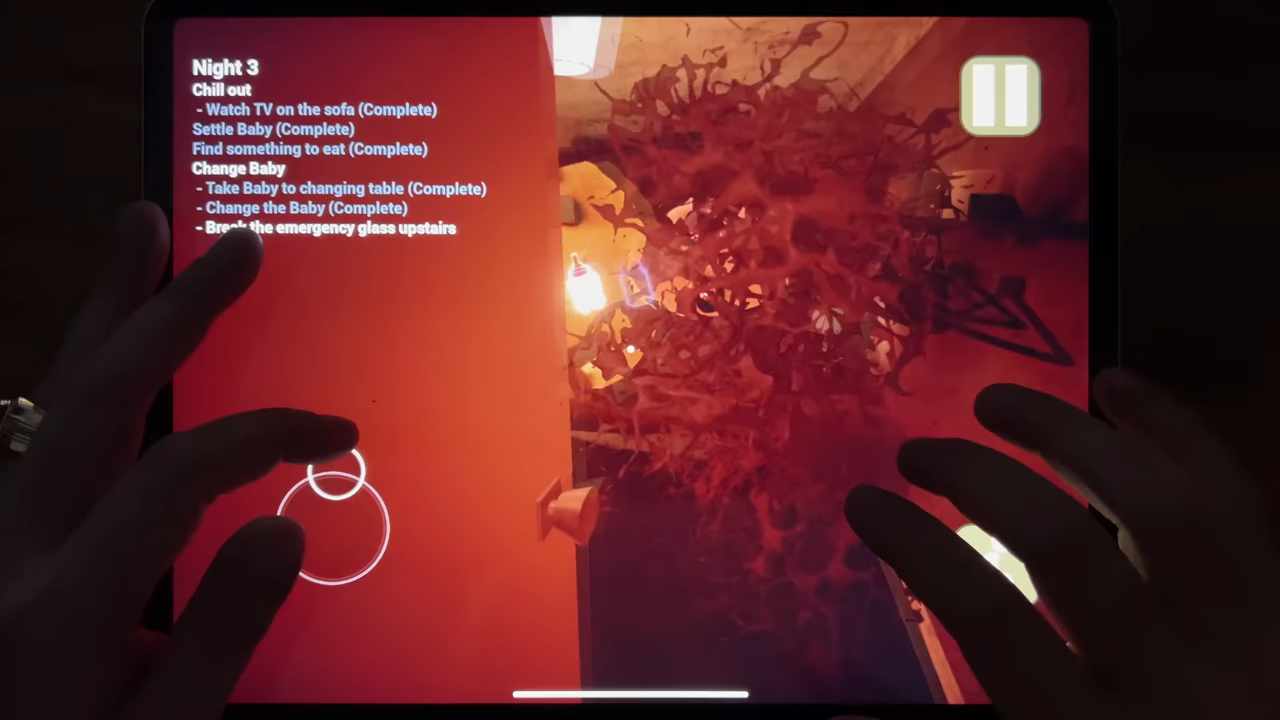 Night 3
Chill out
- Watch TV on the sofa (Complete)
Settle Baby (Complete)
Find something to eat (Complete)
Change Baby
- Take Baby to changing table (Complete)
- Change the Baby (Complete)
- Break the emergency glass upstairs